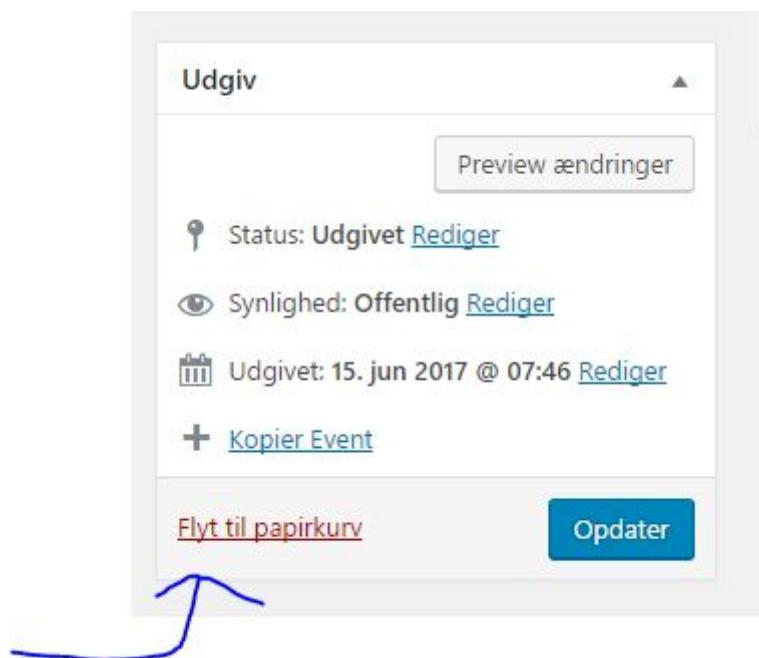 Udgiv
Preview ændringer
Status: Udgivet Rediger
Synlighed: Offentlig Rediger
Udgivet: 15. jun 2017 @ 07:46 Rediger
Kopier Event
Flyt til papirkurv
Opdater